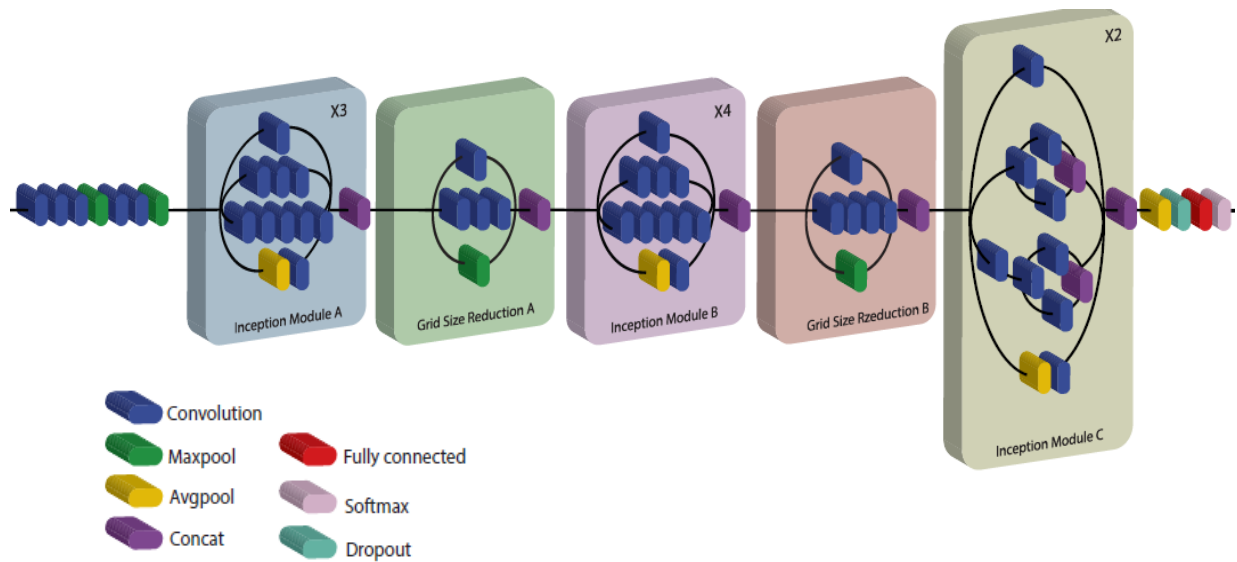 X3
X4
X2
Inception Module A
Grid Size Reduction A
Inception Module B
Grid Size Rzeduction B
Inception Module C
Convolution
Maxpool
Avgpool
Concat
Fully connected
Softmax
Dropout